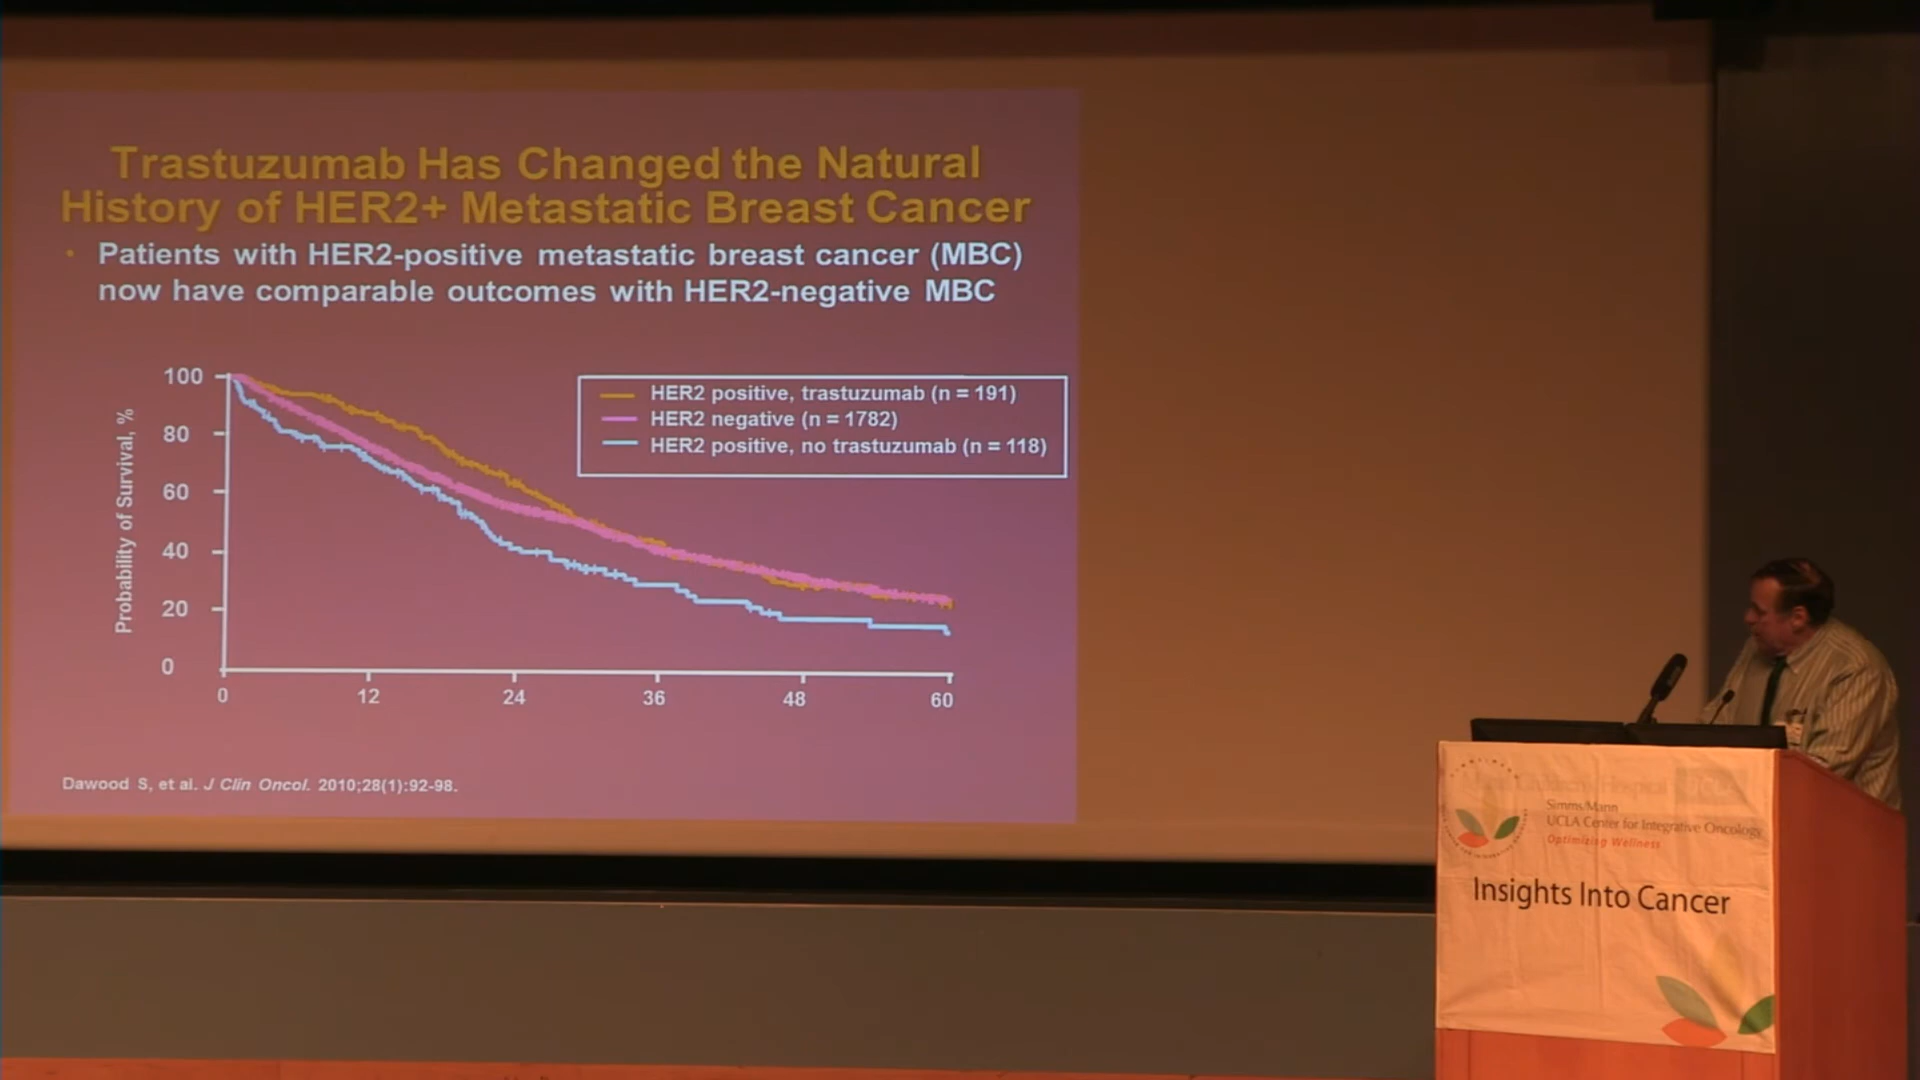 Trastuzumab Has Changed the Natural
History of HER2+ Metastatic Breast Cancer
• Patients with HER2-positive metastatic breast cancer (MBC)
now have comparable outcomes with HER2-negative MBC
HER2 positive, trastuzumab (n = 191)
HER2 negative (n = 1782)
HER2 positive, no trastuzumab (n = 118)
Probability of Survival, %
100
80
60
40
20
0
0 12 24 36 48 60
Dawood S, et al. J Clin Oncol. 2010;28(1):92-98.
Simms/Mann
UCLA Center for Integrative Oncology
Optimizing Wellness
Insights Into Cancer